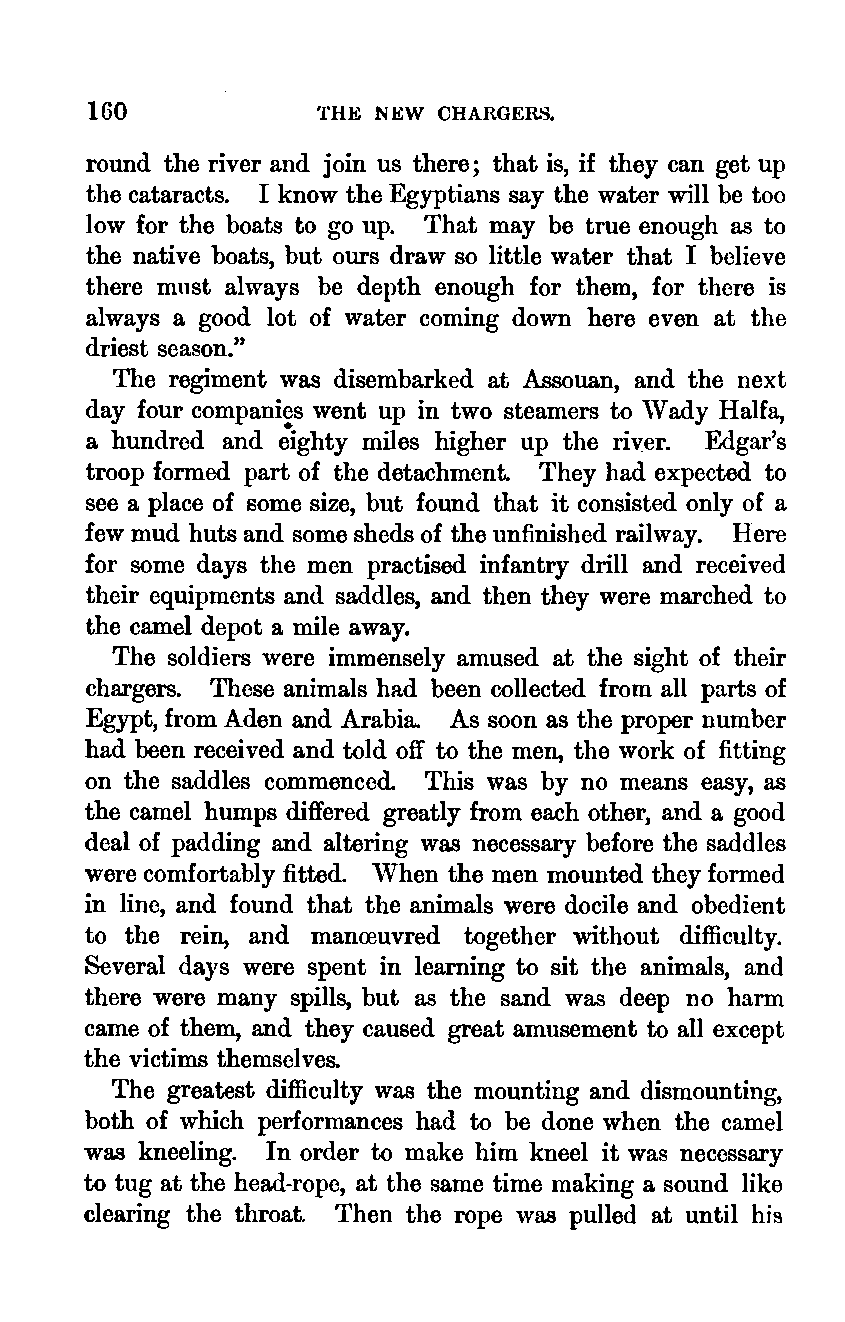 160 THE NEW CHARGERS.
round the river and join us there; that is, if they can get up
the cataracts. I know the Egyptians say the water will be too
low for the boats to go up. That may be true enough as to
the native boats, but ours draw so little water that I believe
there must always be depth enough for them, for there is
always a good lot of water coming down here even at the
driest season."
The regiment was disembarked at Assouan, and the next
day four companies went up in two steamers to Wady Halfa,
a hundred and eighty miles higher up the river. Edgar's
troop formed part of the detachment. They had expected to
see a place of some size, but found that it consisted only of a
few mud huts and some sheds of the unfinished railway. Here
for some days the men practised infantry drill and received
their equipments and saddles, and then they were marched to
the camel depot a mile away.
The soldiers were immensely amused at the sight of their
chargers. These animals had been collected from all parts of
Egypt, from Aden and Arabia. As soon as the proper number
had been received and told off to the men, the work of fitting
on the saddles commenced. This was by no means easy, as
the camel humps differed greatly from each other, and a good
deal of padding and altering was necessary before the saddles
were comfortably fitted. When the men mounted they formed
in line, and found that the animals were docile and obedient
to the rein, and manœuvred together without difficulty.
Several days were spent in learning to sit the animals, and
there were many spills, but as the sand was deep no harm
came of them, and they caused great amusement to all except
the victims themselves.
The greatest difficulty was the mounting and dismounting,
both of which performances had to be done when the camel
was kneeling. In order to make him kneel it was necessary
to tug at the head-rope, at the same time making a sound like
clearing the throat. Then the rope was pulled at until his